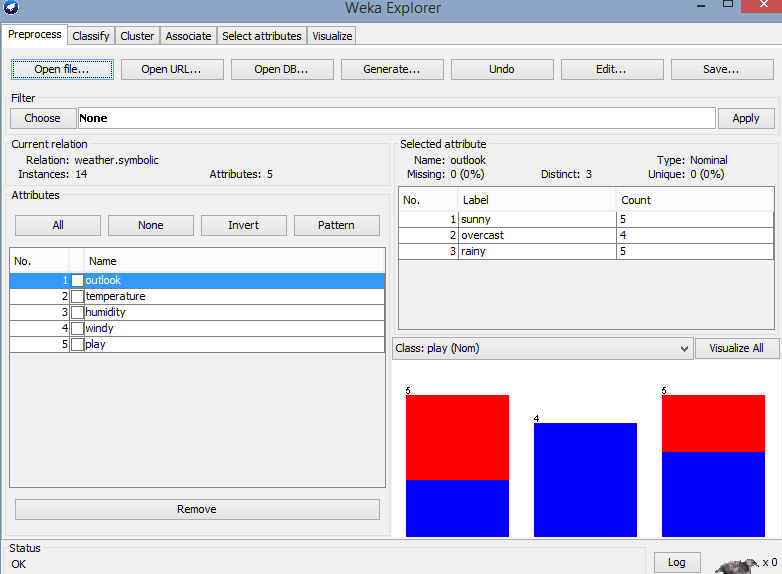 Weka Explorer
Preprocess Classify Cluster Associate Select attributes Visualize
Open file... Open URL... Open DB... Generate... Undo Edit... Save...
Filter
Choose None Apply
Current relation
Relation: weather.symbolic
Instances: 14 Attributes: 5
Attributes
All None Invert Pattern
No. Name
1 outlook
2 temperature
3 humidity
4 windy
5 play
Remove
Selected attribute
Name: outlook Type: Nominal
Missing: 0 (0%) Distinct: 3 Unique: 0 (0%)
No. Label Count
1 sunny 5
2 overcast 4
3 rainy 5
Class: play (Nom) Visualize All
5 4 5
Status
OK Log x 0